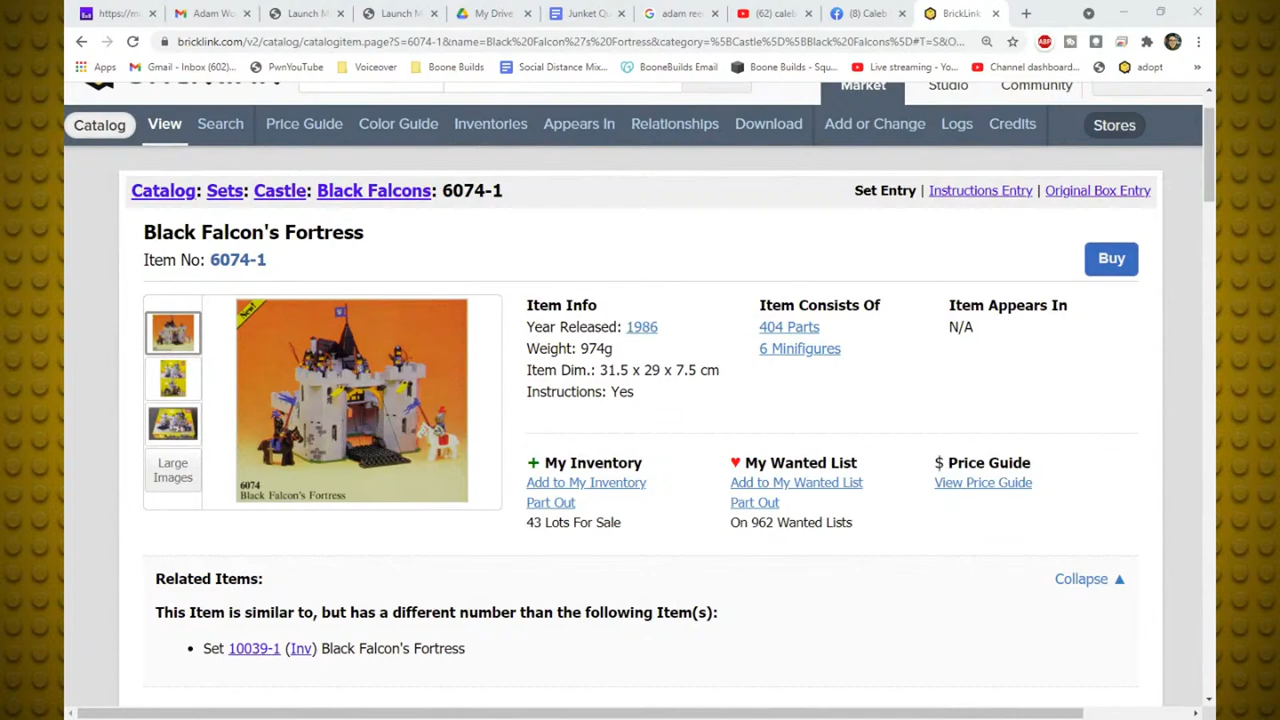 https://m
Adam Wo
Launch M
Launch M
My Drive
Junket Qu
adam ree
(62) caleb
(8) Caleb
BrickLink
bricklink.com/v2/catalog/catalogitem.page?S=6074-1&name=Black%20Falcon%27s%20Fortress&category=%5BCastle%5D%5BBlack%20Falcons%5D#T=S&O...
Apps
Gmail - Inbox (602)...
PwnYouTube
Voiceover
Boone Builds
Social Distance Mix...
BooneBuilds Email
Boone Builds - Squ...
Live streaming - Yo...
Channel dashboard...
adopt
»
Market
Studio
Community
Catalog
View
Search
Price Guide
Color Guide
Inventories
Appears In
Relationships
Download
Add or Change
Logs
Credits
Stores
Catalog: Sets: Castle: Black Falcons: 6074-1
Set Entry | Instructions Entry | Original Box Entry
Black Falcon's Fortress
Item No: 6074-1
Buy
New!
6074
Black Falcon's Fortress
Large
Images
Item Info
Year Released: 1986
Weight: 974g
Item Dim.: 31.5 x 29 x 7.5 cm
Instructions: Yes
Item Consists Of
404 Parts
6 Minifigures
Item Appears In
N/A
+ My Inventory
Add to My Inventory
Part Out
43 Lots For Sale
♥ My Wanted List
Add to My Wanted List
Part Out
On 962 Wanted Lists
$ Price Guide
View Price Guide
Related Items:
Collapse ▲
This Item is similar to, but has a different number than the following Item(s):
• Set 10039-1 (Inv) Black Falcon's Fortress